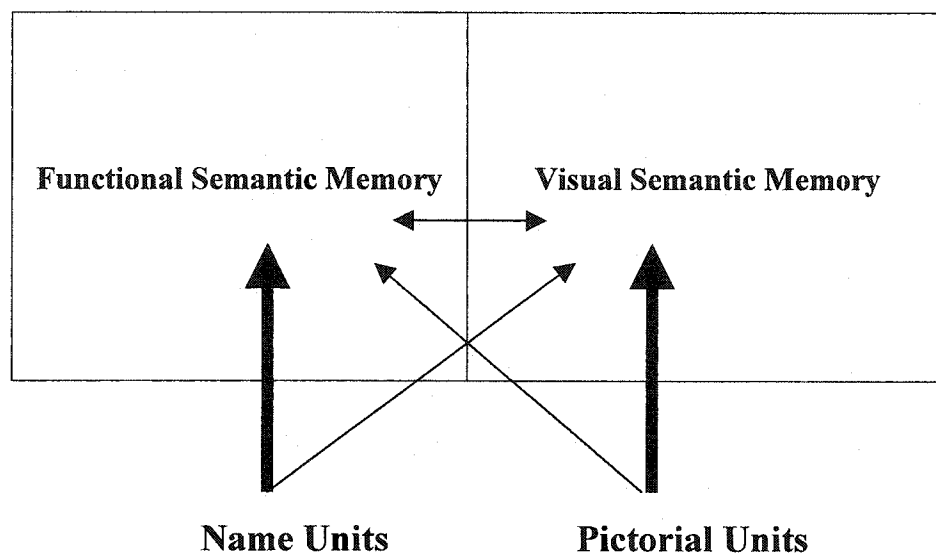 Functional Semantic Memory
Visual Semantic Memory
Name Units
Pictorial Units